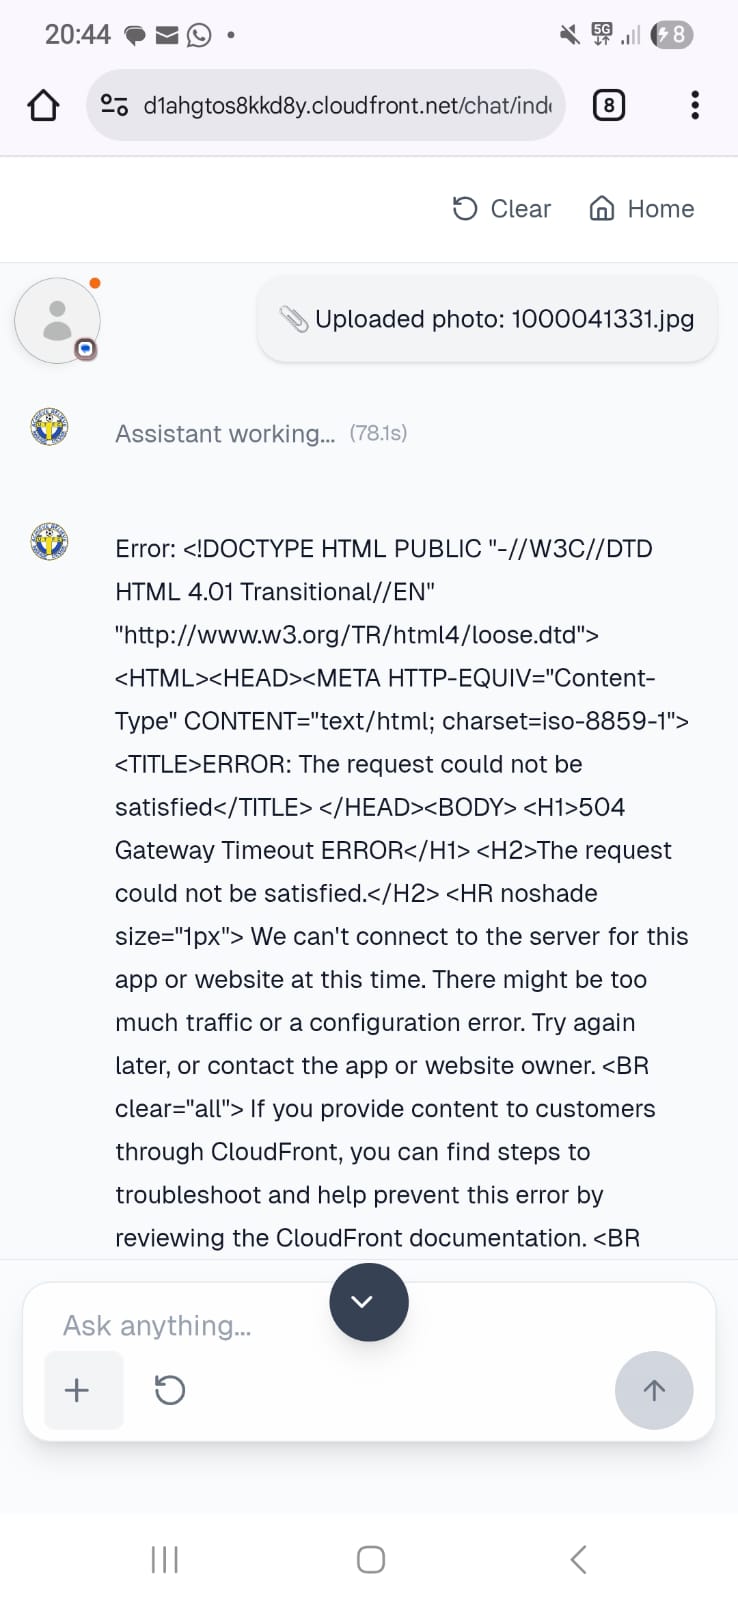 20:44
5G
8
d1ahgtos8kkd8y.cloudfront.net/chat/inde
8
Clear
Home
Uploaded photo: 1000041331.jpg
Assistant working... (78.1s)
Error: <!DOCTYPE HTML PUBLIC "-//W3C//DTD
HTML 4.01 Transitional//EN"
"http://www.w3.org/TR/html4/loose.dtd">
<HTML><HEAD><META HTTP-EQUIV="Content-
Type" CONTENT="text/html; charset=iso-8859-1">
<TITLE>ERROR: The request could not be
satisfied</TITLE> </HEAD><BODY> <H1>504
Gateway Timeout ERROR</H1> <H2>The request
could not be satisfied.</H2> <HR noshade
size="1px"> We can't connect to the server for this
app or website at this time. There might be too
much traffic or a configuration error. Try again
later, or contact the app or website owner. <BR
clear="all"> If you provide content to customers
through CloudFront, you can find steps to
troubleshoot and help prevent this error by
reviewing the CloudFront documentation. <BR
Ask anything...